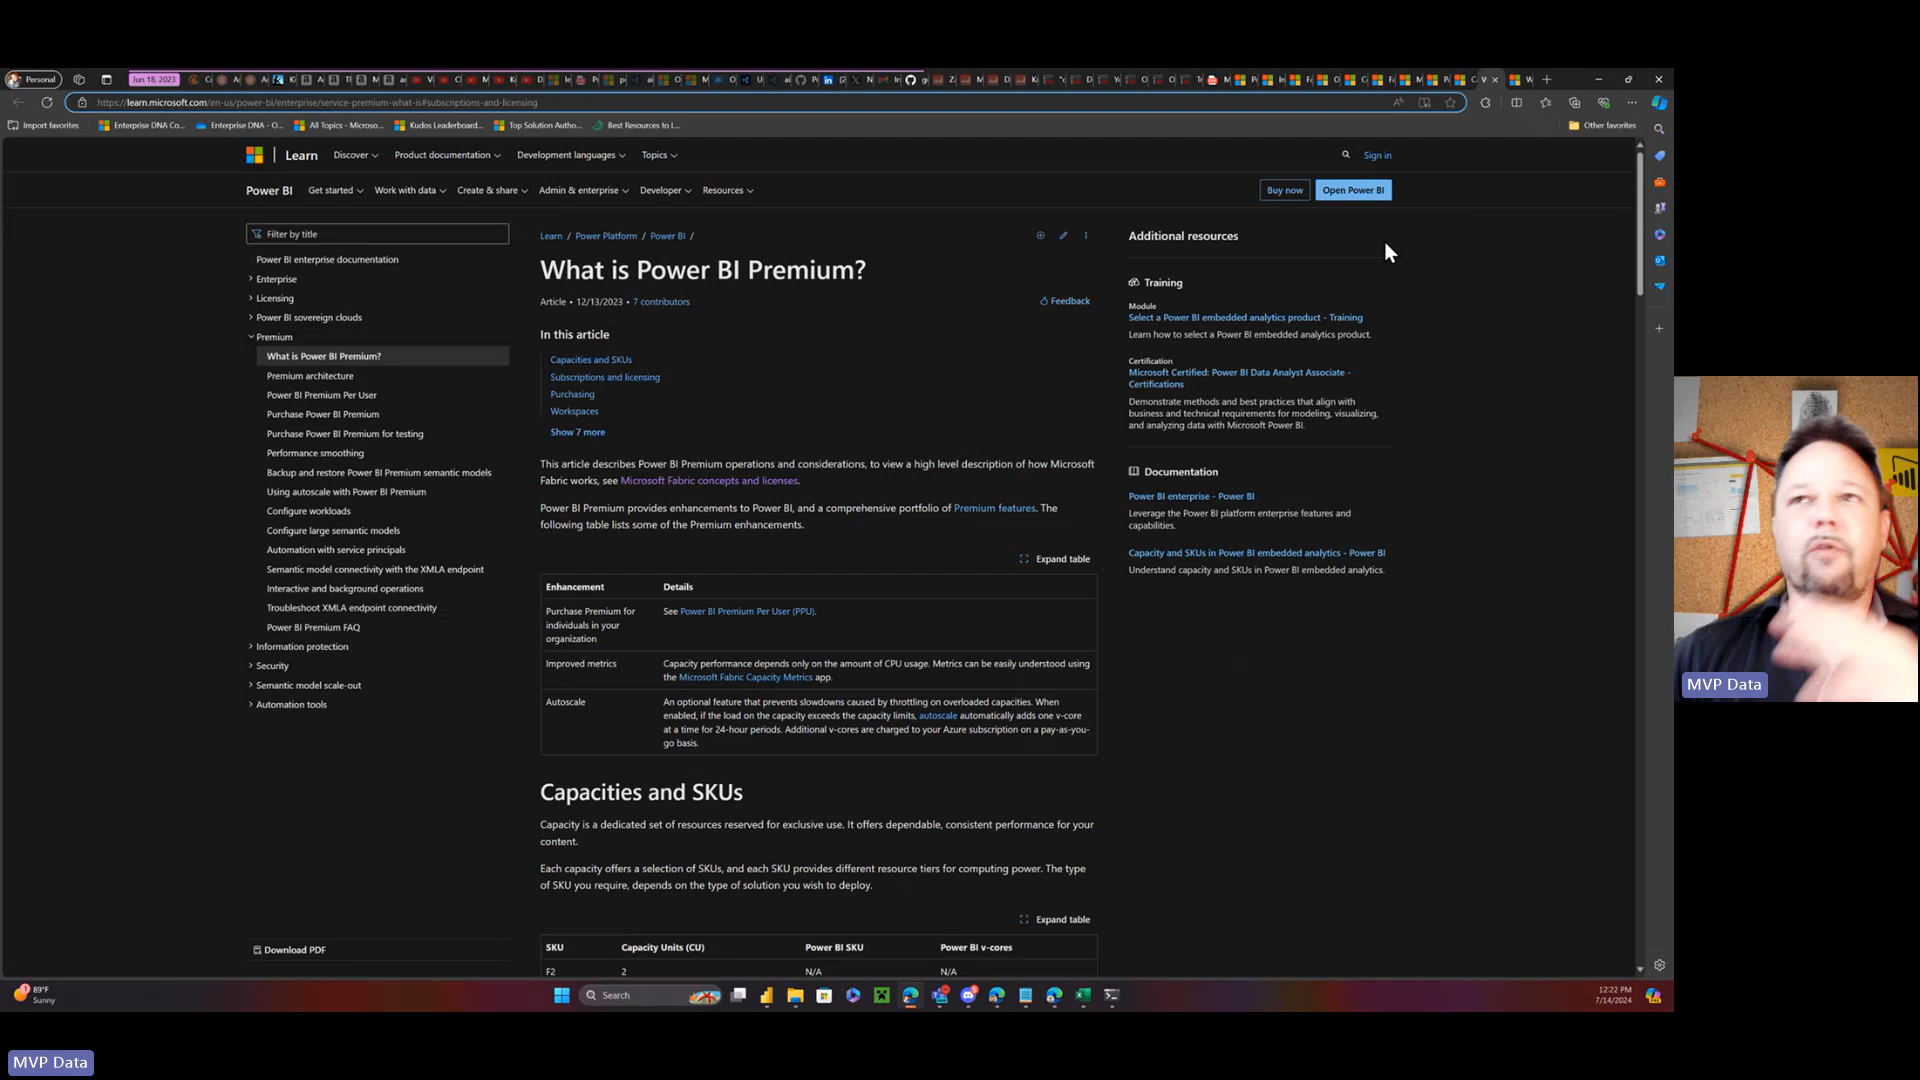 Personal
Jun 18, 2023
https://learn.microsoft.com/en-us/power-bi/enterprise/service-premium-what-is#subscriptions-and-licensing
Import favorites
Enterprise DNA Co...
Enterprise DNA - O...
All Topics - Microso...
Kudos Leaderboard...
Top Solution Autho...
Best Resources to L...
Other favorites
Learn
Discover
Product documentation
Development languages
Topics
Sign in
Power BI
Get started
Work with data
Create & share
Admin & enterprise
Developer
Resources
Buy now
Open Power BI
Filter by title
Power BI enterprise documentation
Enterprise
Licensing
Power BI sovereign clouds
Premium
What is Power BI Premium?
Premium architecture
Power BI Premium Per User
Purchase Power BI Premium
Purchase Power BI Premium for testing
Performance smoothing
Backup and restore Power BI Premium semantic models
Using autoscale with Power BI Premium
Configure workloads
Configure large semantic models
Automation with service principals
Semantic model connectivity with the XMLA endpoint
Interactive and background operations
Troubleshoot XMLA endpoint connectivity
Power BI Premium FAQ
Information protection
Security
Semantic model scale-out
Automation tools
Download PDF
Learn / Power Platform / Power BI /
What is Power BI Premium?
Article • 12/13/2023 • 7 contributors
Feedback
In this article
Capacities and SKUs
Subscriptions and licensing
Purchasing
Workspaces
Show 7 more
This article describes Power BI Premium operations and considerations, to view a high level description of how Microsoft
Fabric works, see Microsoft Fabric concepts and licenses.
Power BI Premium provides enhancements to Power BI, and a comprehensive portfolio of Premium features. The
following table lists some of the Premium enhancements.
Expand table
Enhancement Details
Purchase Premium for
individuals in your
organization
See Power BI Premium Per User (PPU).
Improved metrics
Capacity performance depends only on the amount of CPU usage. Metrics can be easily understood using
the Microsoft Fabric Capacity Metrics app.
Autoscale
An optional feature that prevents slowdowns caused by throttling on overloaded capacities. When
enabled, if the load on the capacity exceeds the capacity limits, autoscale automatically adds one v-core
at a time for 24-hour periods. Additional v-cores are charged to your Azure subscription on a pay-as-you-
go basis.
Capacities and SKUs
Capacity is a dedicated set of resources reserved for exclusive use. It offers dependable, consistent performance for your
content.
Each capacity offers a selection of SKUs, and each SKU provides different resource tiers for computing power. The type
of SKU you require, depends on the type of solution you wish to deploy.
Expand table
SKU Capacity Units (CU) Power BI SKU Power BI v-cores
F2 2 N/A N/A
Additional resources
Training
Module
Select a Power BI embedded analytics product - Training
Learn how to select a Power BI embedded analytics product.
Certification
Microsoft Certified: Power BI Data Analyst Associate -
Certifications
Demonstrate methods and best practices that align with
business and technical requirements for modeling, visualizing,
and analyzing data with Microsoft Power BI.
Documentation
Power BI enterprise - Power BI
Leverage the Power BI platform enterprise features and
capabilities.
Capacity and SKUs in Power BI embedded analytics - Power BI
Understand capacity and SKUs in Power BI embedded analytics.
MVP Data
89°F
Sunny
Search
12:22 PM
7/14/2024
MVP Data